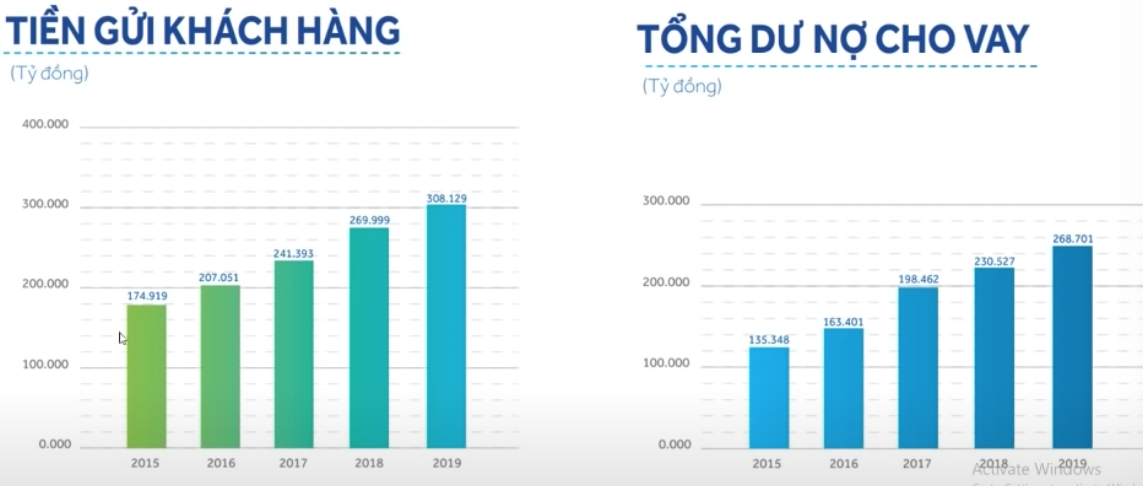 TIỀN GỬI KHÁCH HÀNG
(Tỷ đồng)
400.000
300.000
200.000
100.000
0.000
174.919
207.051
241.393
269.999
308.129
2015 2016 2017 2018 2019
TỔNG DƯ NỢ CHO VAY
(Tỷ đồng)
300.000
200.000
100.000
0.000
135.348
163.401
198.462
230.527
268.701
2015 2016 2017 2018 2019
Activate Windows